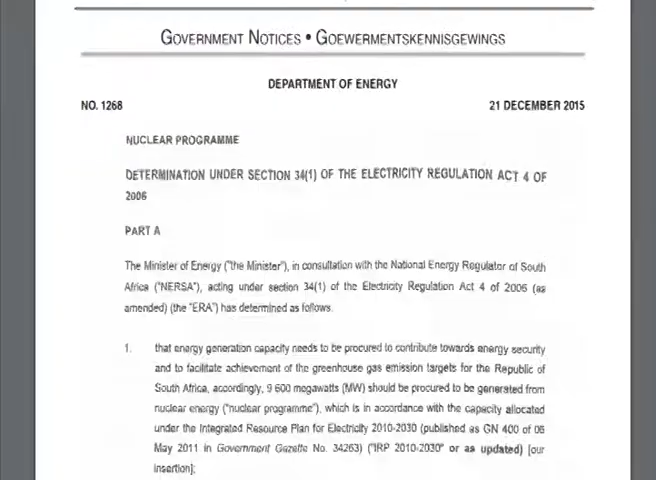 GOVERNMENT NOTICES • GOEWERMENTSKENNISGEWINGS
DEPARTMENT OF ENERGY
NO. 1268 21 DECEMBER 2015
NUCLEAR PROGRAMME
DETERMINATION UNDER SECTION 34(1) OF THE ELECTRICITY REGULATION ACT 4 OF
2006
PART A
The Minister of Energy ("the Minister"), in consultation with the National Energy Regulator of South
Africa ("NERSA"), acting under section 34(1) of the Electricity Regulation Act 4 of 2006 (as
amended) (the "ERA") has determined as follows:
1. that energy generation capacity needs to be procured to contribute towards energy security
and to facilitate achievement of the greenhouse gas emission targets for the Republic of
South Africa, accordingly, 9 600 megawatts (MW) should be procured to be generated from
nuclear energy ("nuclear programme"), which is in accordance with the capacity allocated
under the Integrated Resource Plan for Electricity 2010-2030 (published as GN 400 of 06
May 2011 in Government Gazette No. 34263) ("IRP 2010-2030" or as updated) [our
insertion];